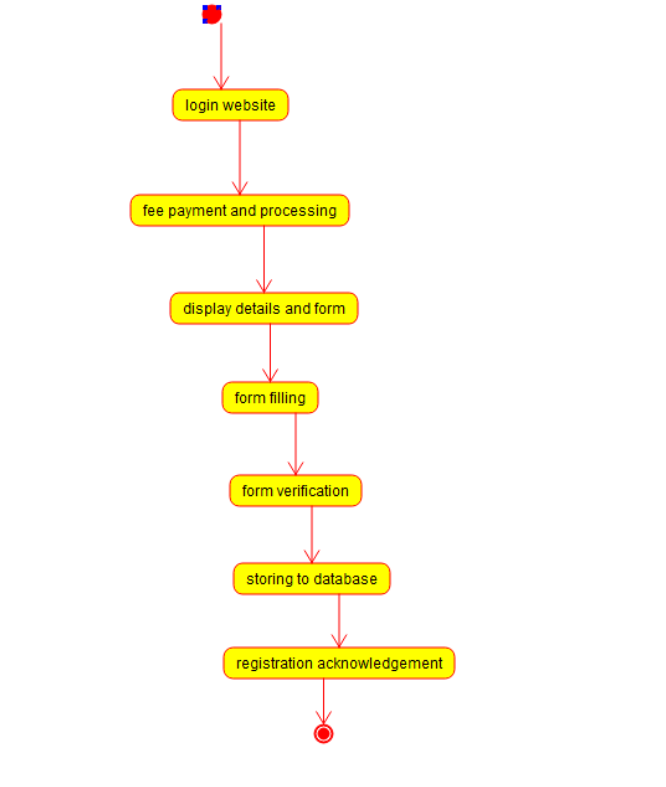 login website
fee payment and processing
display details and form
form filling
form verification
storing to database
registration acknowledgement